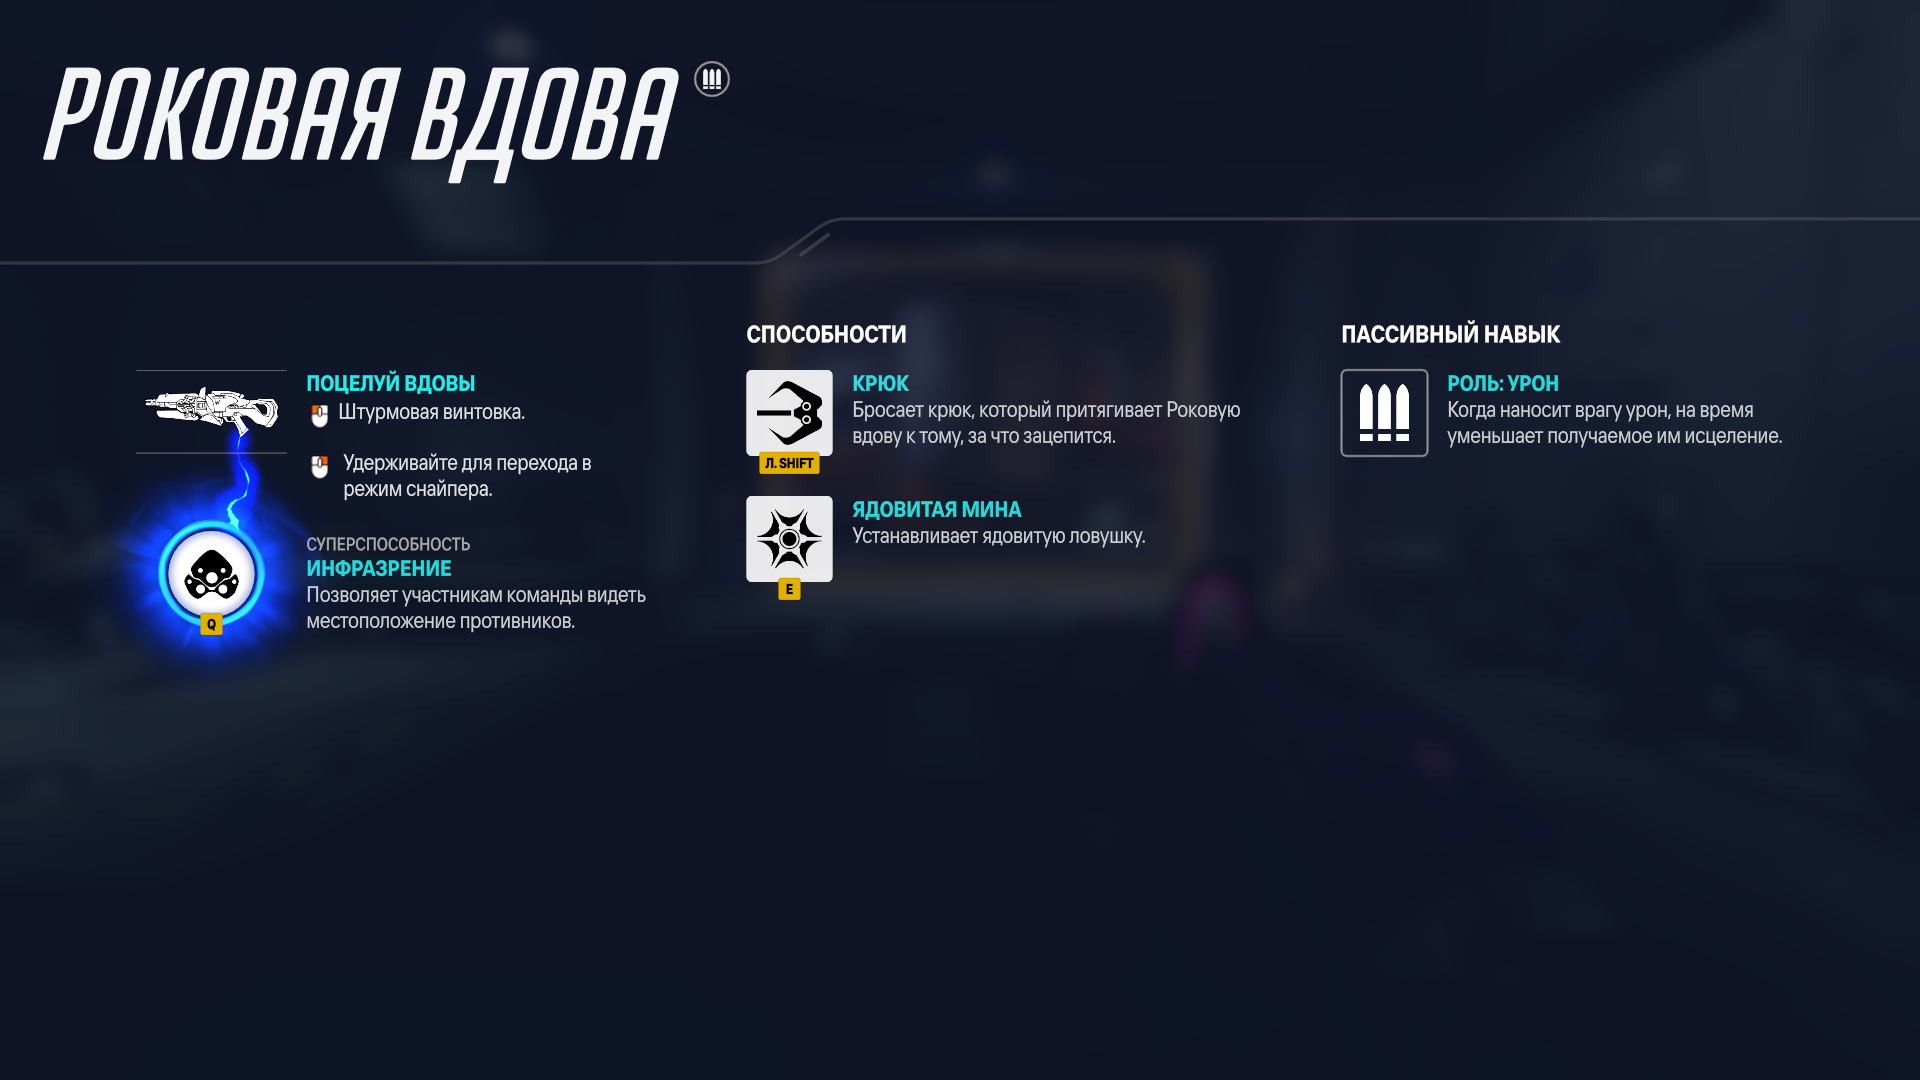 РОКОВАЯ ВДОВА
ПОЦЕЛУЙ ВДОВЫ
Штурмовая винтовка.
Удерживайте для перехода в
режим снайпера.
СУПЕРСПОСОБНОСТЬ
ИНФРАЗРЕНИЕ
Позволяет участникам команды видеть
местоположение противников.
Q
СПОСОБНОСТИ
КРЮК
Бросает крюк, который притягивает Роковую
вдову к тому, за что зацепится.
Л. SHIFT
ЯДОВИТАЯ МИНА
Устанавливает ядовитую ловушку.
E
ПАССИВНЫЙ НАВЫК
РОЛЬ: УРОН
Когда наносит врагу урон, на время
уменьшает получаемое им исцеление.